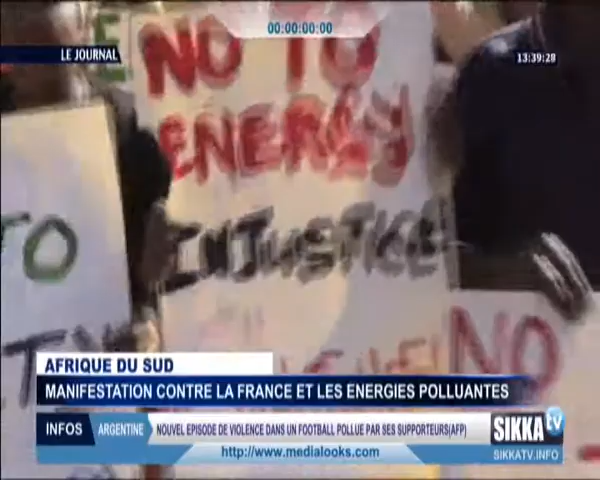 00:00:00:00
LE JOURNAL
13:39:28
NO TO
ENERGY
INJUSTICE
TO
NO
AFRIQUE DU SUD
MANIFESTATION CONTRE LA FRANCE ET LES ENERGIES POLLUANTES
INFOS ARGENTINE NOUVEL EPISODE DE VIOLENCE DANS UN FOOTBALL POLLUE PAR SES SUPPORTEURS(AFP)
SIKKA tv
http://www.medialooks.com
SIKKATV.INFO